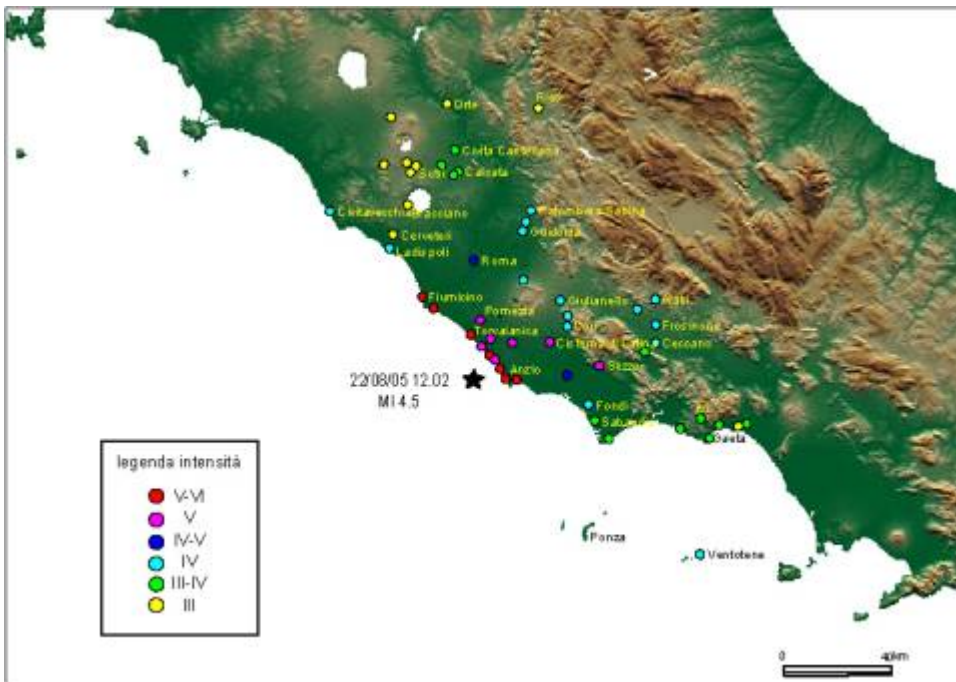 Orte
Civita Castellana
Sutri
Calcata
Civitavecchia
Bracciano
Palombara Sabina
Guidonia
Cerveteri
Ladispoli
Roma
Fiumicino
Giulianello
Pomezia
Torvaianica
Cori
Frosinone
Cisterna di Latina
Ceccano
Anzio
Sezze
22/08/05 12.02
Ml 4.5
Fondi
Sabaudia
Gaeta
legenda intensità
V-VI
V
IV-V
IV
III-IV
III
Ponza
Ventotene
0
40km